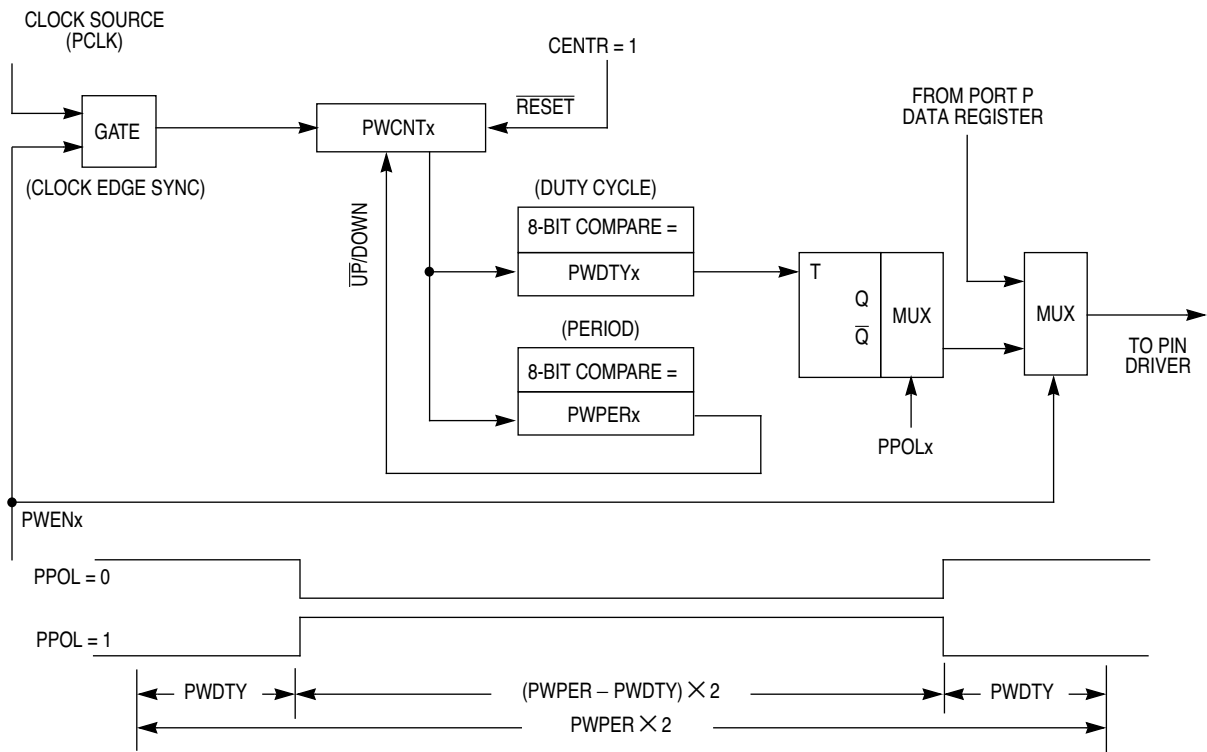 CLOCK SOURCE
(PCLK)
CENTR = 1
FROM PORT P
DATA REGISTER
RESET
GATE
PWCNTx
(CLOCK EDGE SYNC)
(DUTY CYCLE)
8-BIT COMPARE =
PWDTYx
UP/DOWN
T
Q
Q
MUX
MUX
(PERIOD)
8-BIT COMPARE =
PWPERx
TO PIN
DRIVER
PPOLx
PWENx
PPOL = 0
PPOL = 1
PWDTY
(PWPER – PWDTY) × 2
PWDTY
PWPER × 2